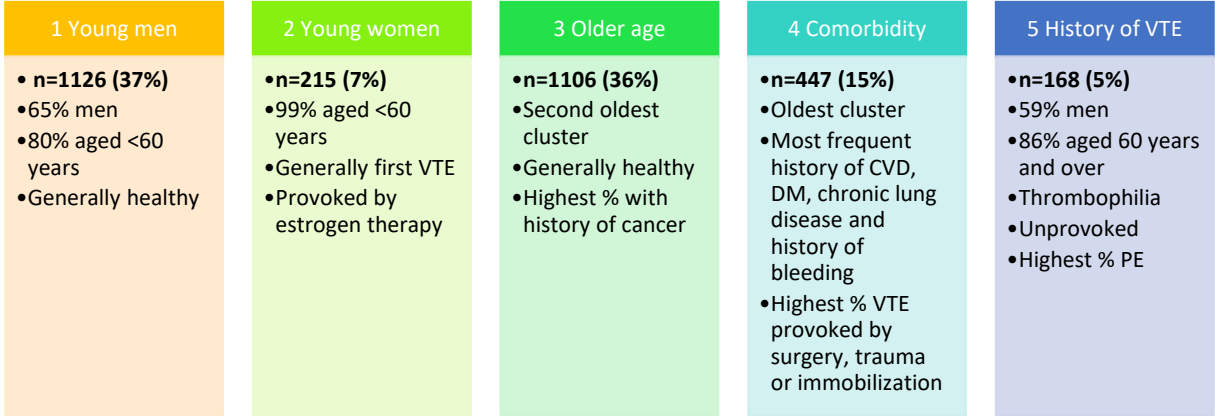 1 Young men
• n=1126 (37%)
•65% men
•80% aged <60
years
•Generally healthy
2 Young women
•n=215 (7%)
•99% aged <60
years
•Generally first VTE
•Provoked by
estrogen therapy
3 Older age
•n=1106 (36%)
•Second oldest
cluster
•Generally healthy
•Highest % with
history of cancer
4 Comorbidity
•n=447 (15%)
•Oldest cluster
•Most frequent
history of CVD,
DM, chronic lung
disease and
history of
bleeding
•Highest % VTE
provoked by
surgery, trauma
or immobilization
5 History of VTE
•n=168 (5%)
•59% men
•86% aged 60 years
and over
•Thrombophilia
•Unprovoked
•Highest % PE